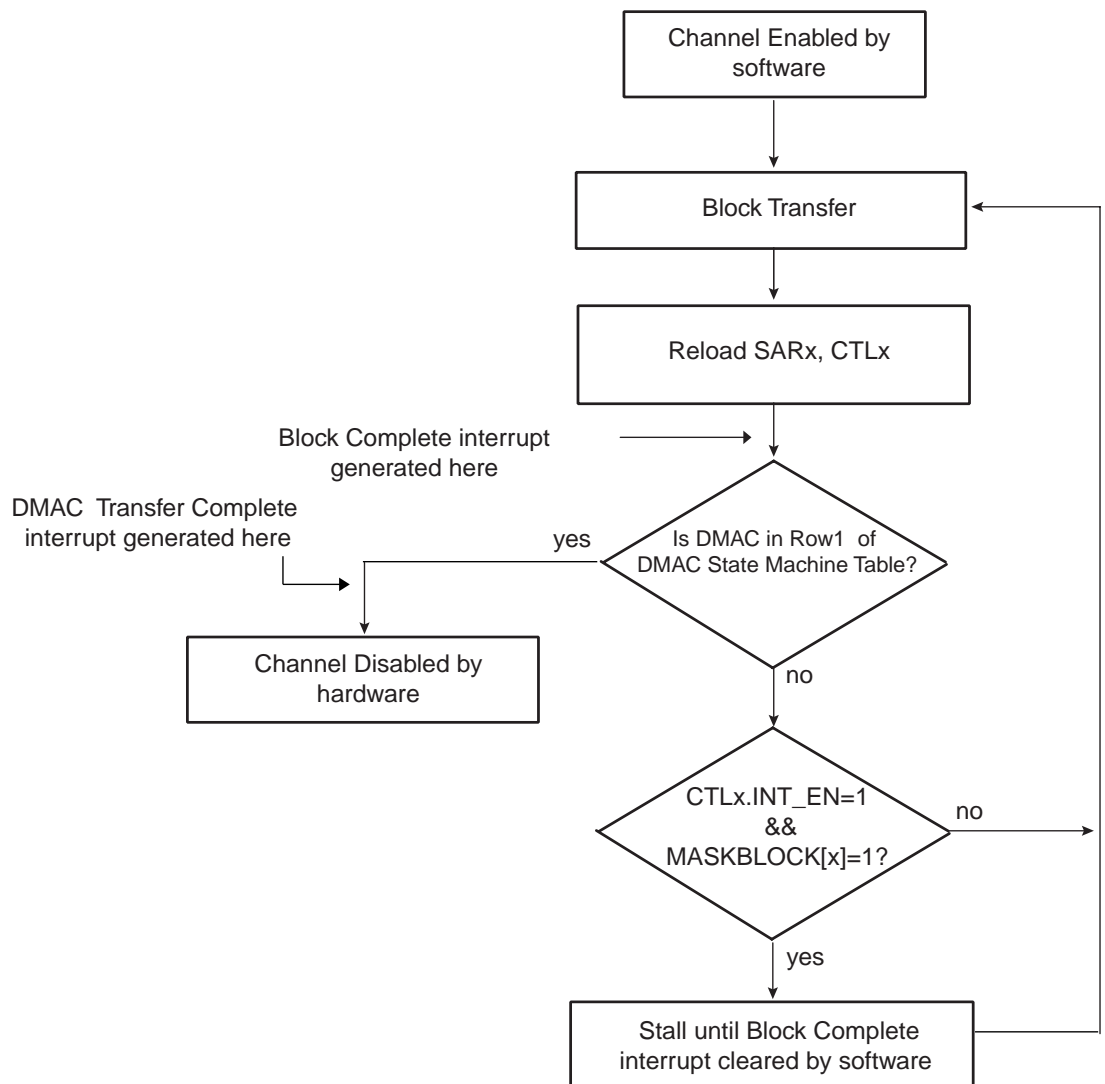 Channel Enabled by
software
Block Transfer
Reload SARx, CTLx
Block Complete interrupt
generated here
DMAC Transfer Complete
interrupt generated here
yes
Is DMAC in Row1 of
DMAC State Machine Table?
Channel Disabled by
hardware
no
CTLx.INT_EN=1
&&
MASKBLOCK[x]=1?
no
yes
Stall until Block Complete
interrupt cleared by software